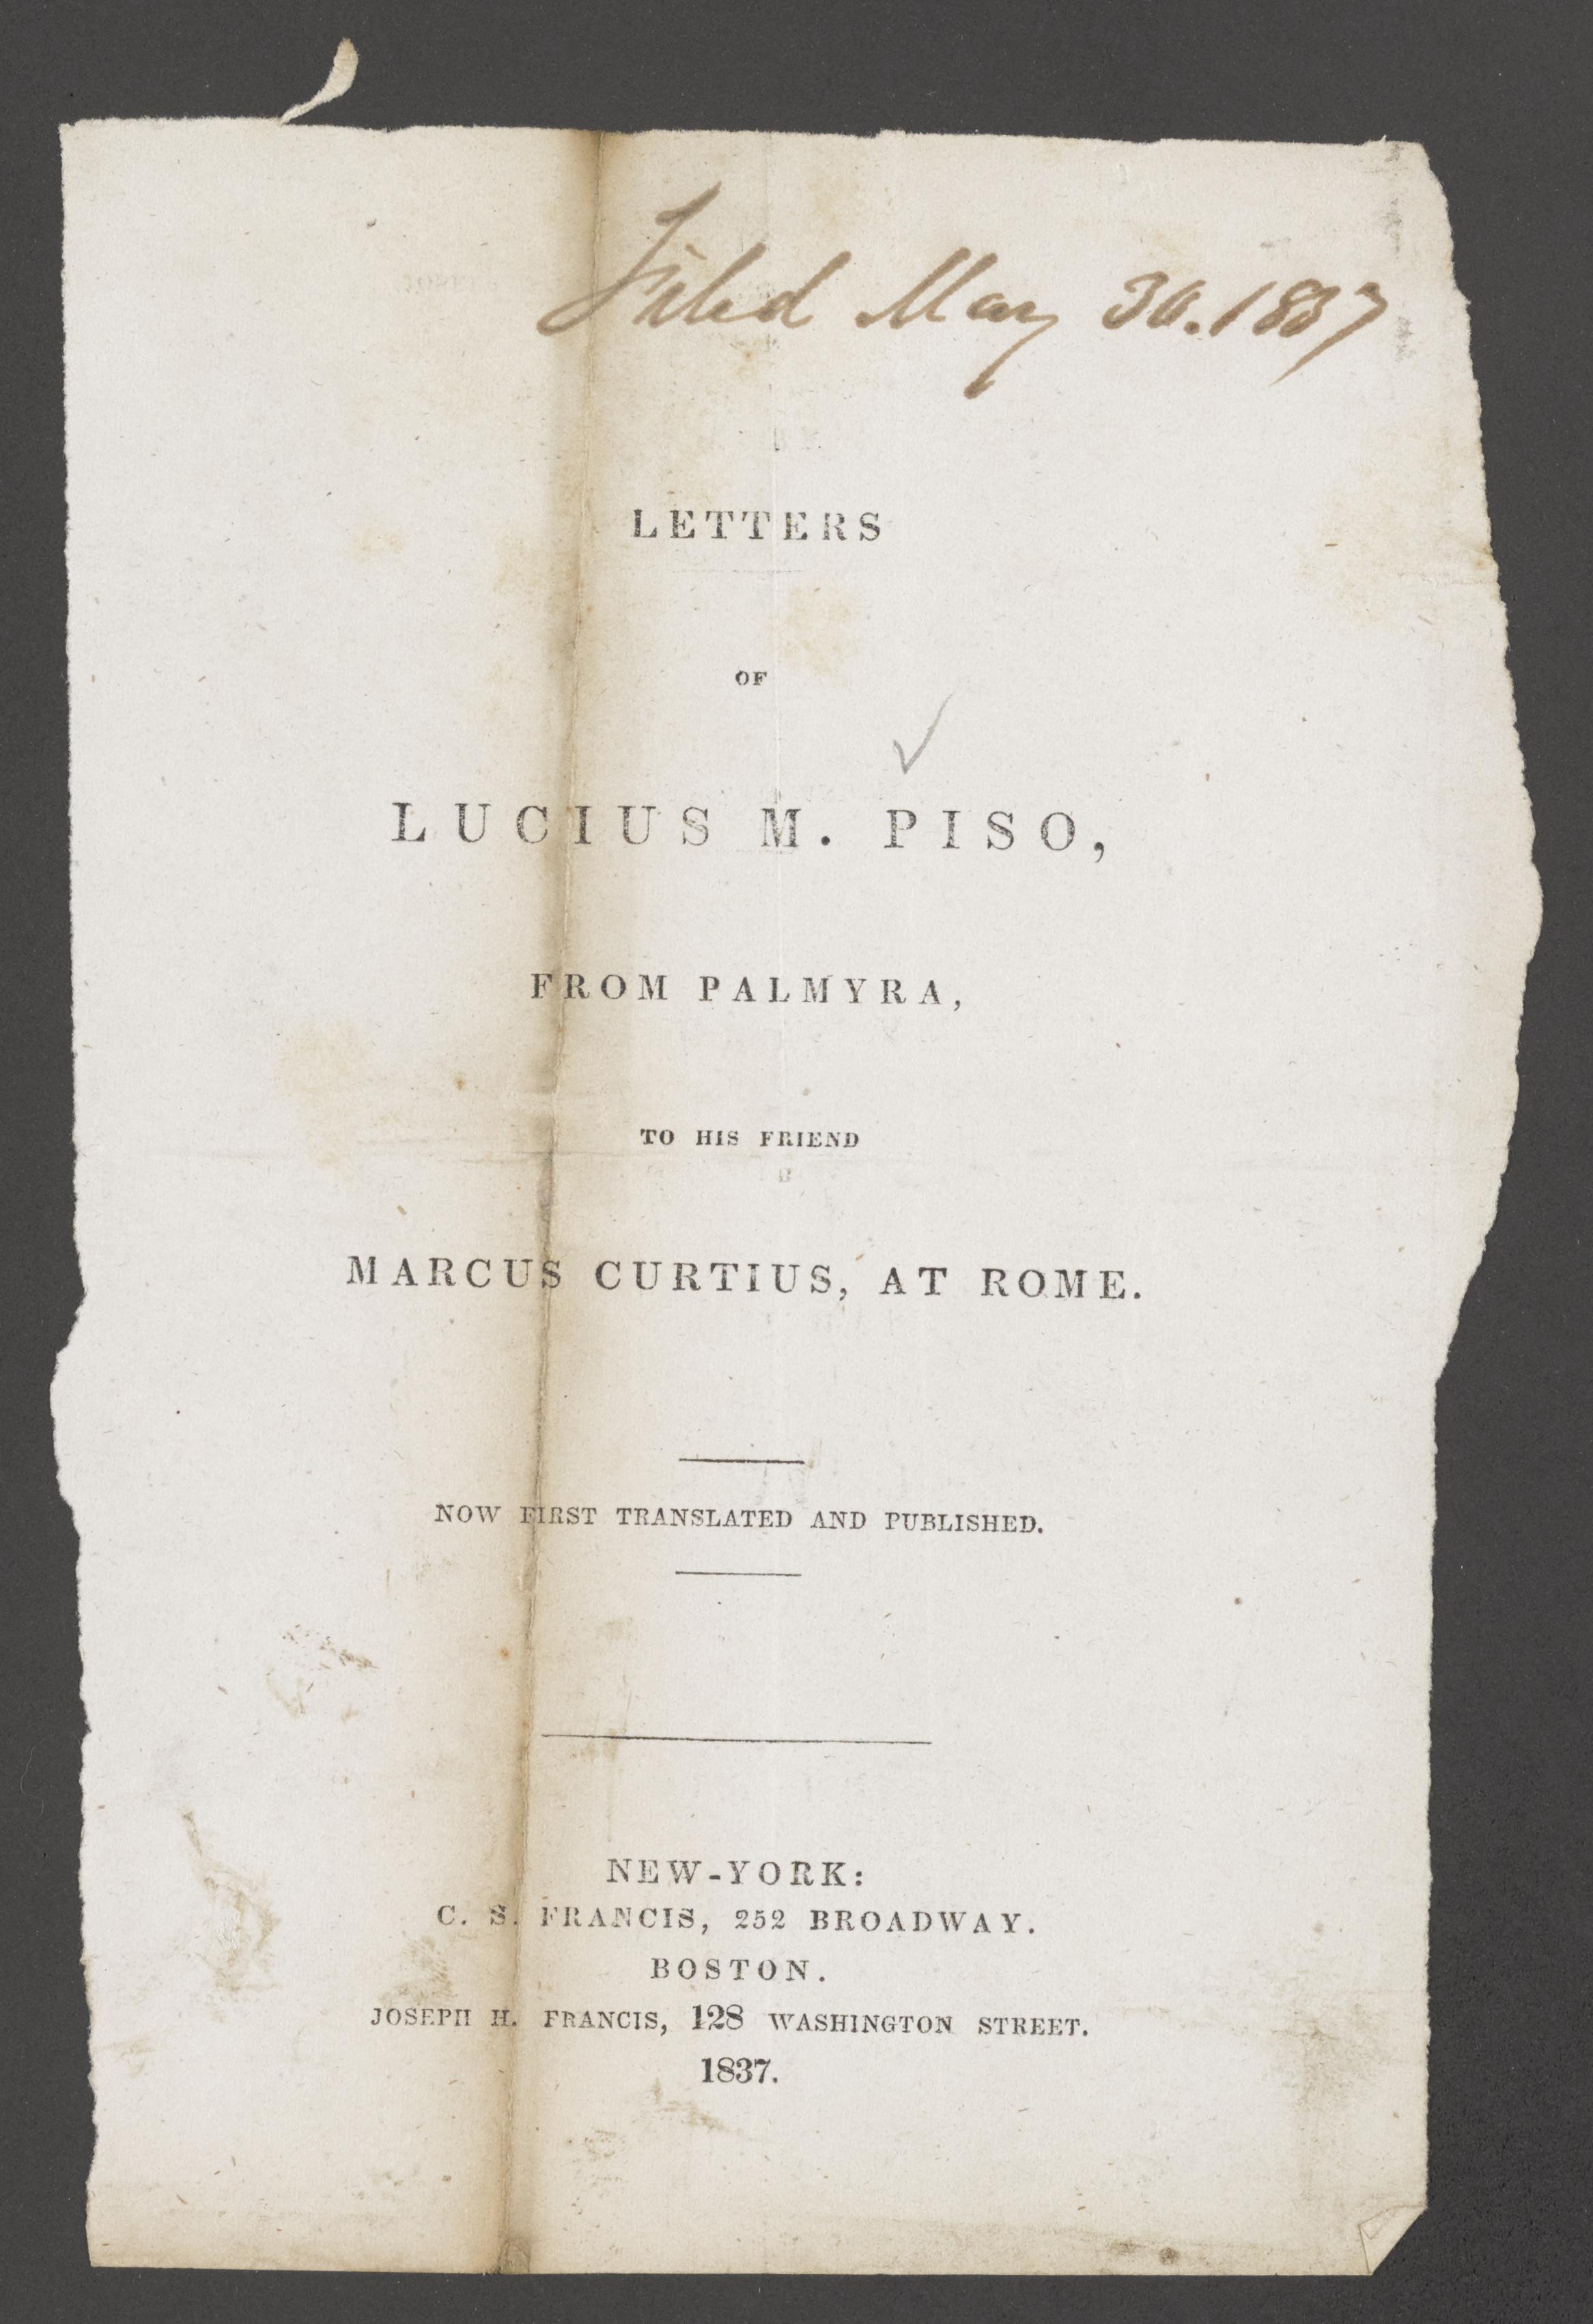 Filed May 30. 1837
LETTERS
OF
LUCIUS M. PISO,
FROM PALMYRA,
TO HIS FRIEND
MARCUS CURTIUS, AT ROME.
NOW FIRST TRANSLATED AND PUBLISHED.
NEW-YORK:
C. S. FRANCIS, 252 BROADWAY.
BOSTON.
JOSEPH H. FRANCIS, 128 WASHINGTON STREET.
1837.